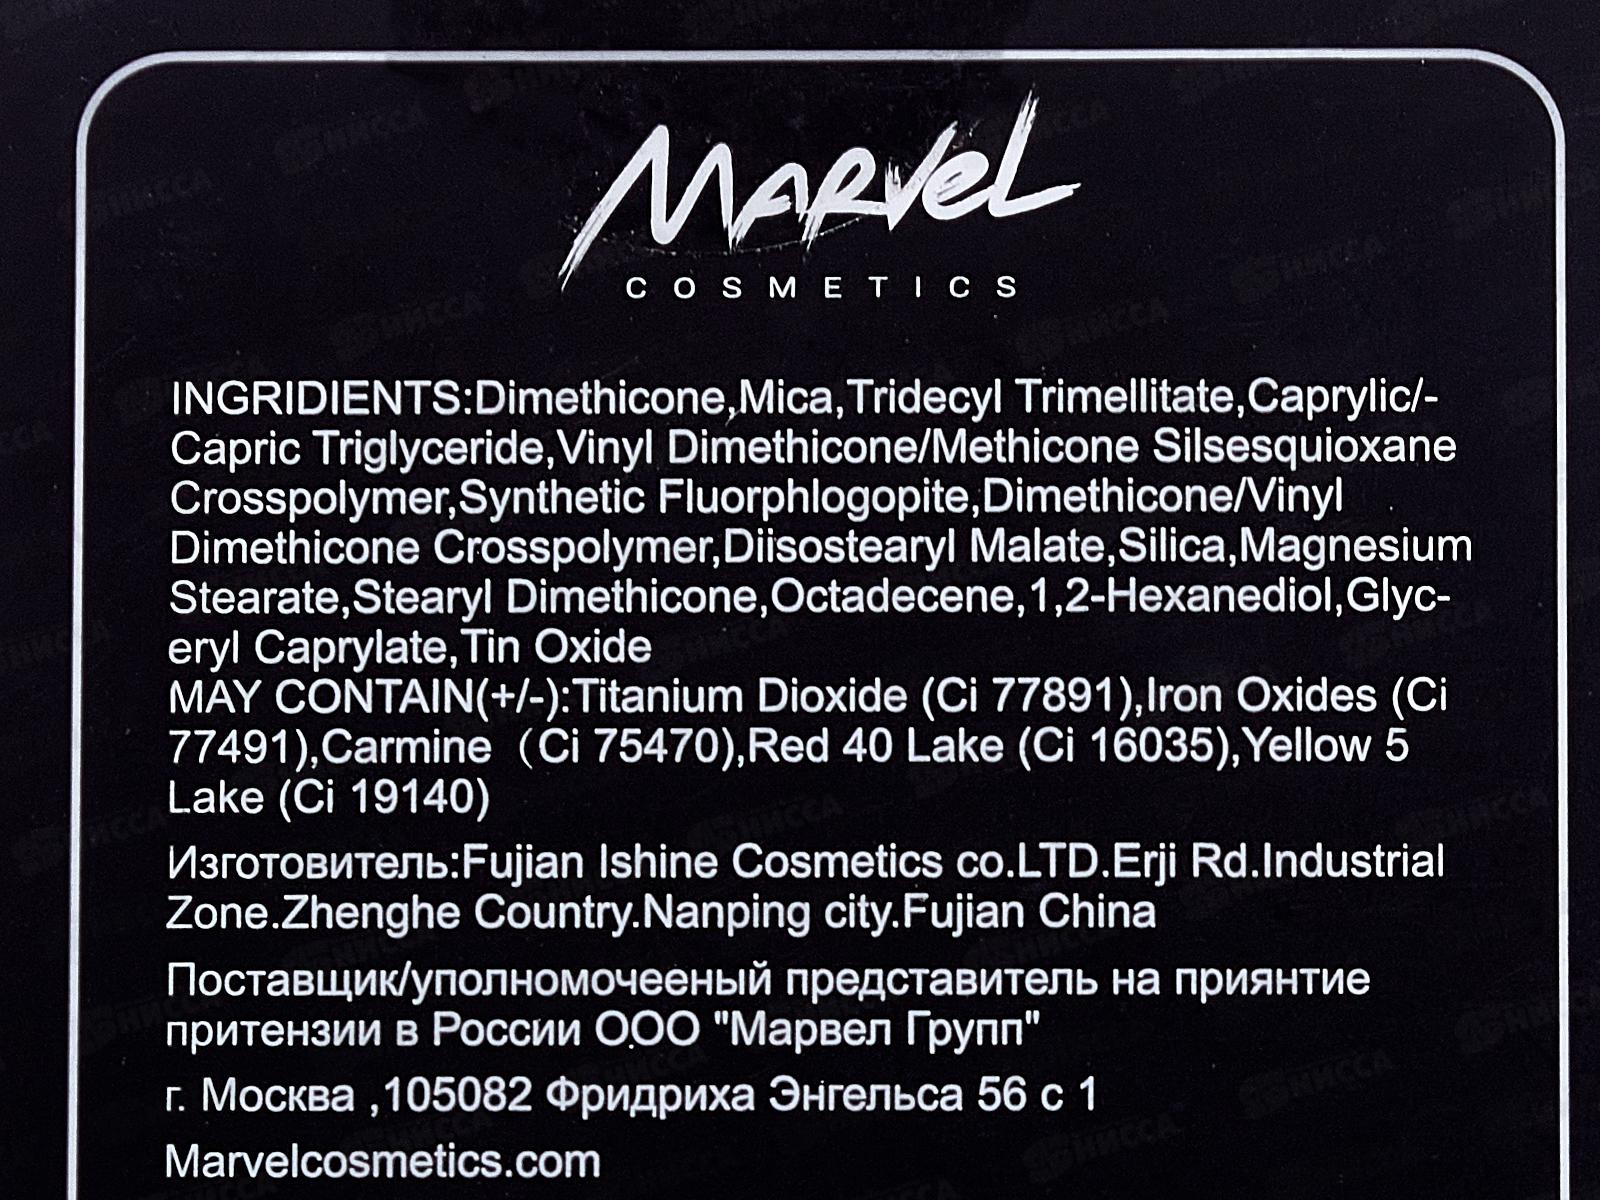 MARVEL
COSMETICS
INGRIDIENTS:Dimethicone,Mica,Tridecyl Trimellitate,Caprylic/-
Capric Triglyceride,Vinyl Dimethicone/Methicone Silsesquioxane
Crosspolymer,Synthetic Fluorphlogopite,Dimethicone/Vinyl
Dimethicone Crosspolymer,Diisostearyl Malate,Silica,Magnesium
Stearate,Stearyl Dimethicone,Octadecene,1,2-Hexanediol,Glyc-
eryl Caprylate,Tin Oxide
MAY CONTAIN(+/-):Titanium Dioxide (Ci 77891),Iron Oxides (Ci
77491),Carmine (Ci 75470),Red 40 Lake (Ci 16035),Yellow 5
Lake (Ci 19140)
Изготовитель:Fujian Ishine Cosmetics co.LTD.Erji Rd.Industrial
Zone.Zhenghe Country.Nanping city.Fujian China
Поставщик/уполномочееный представитель на приянтие
притензии в России ООО "Марвел Групп"
г. Москва ,105082 Фридриха Энгельса 56 с 1
Marvelcosmetics.com